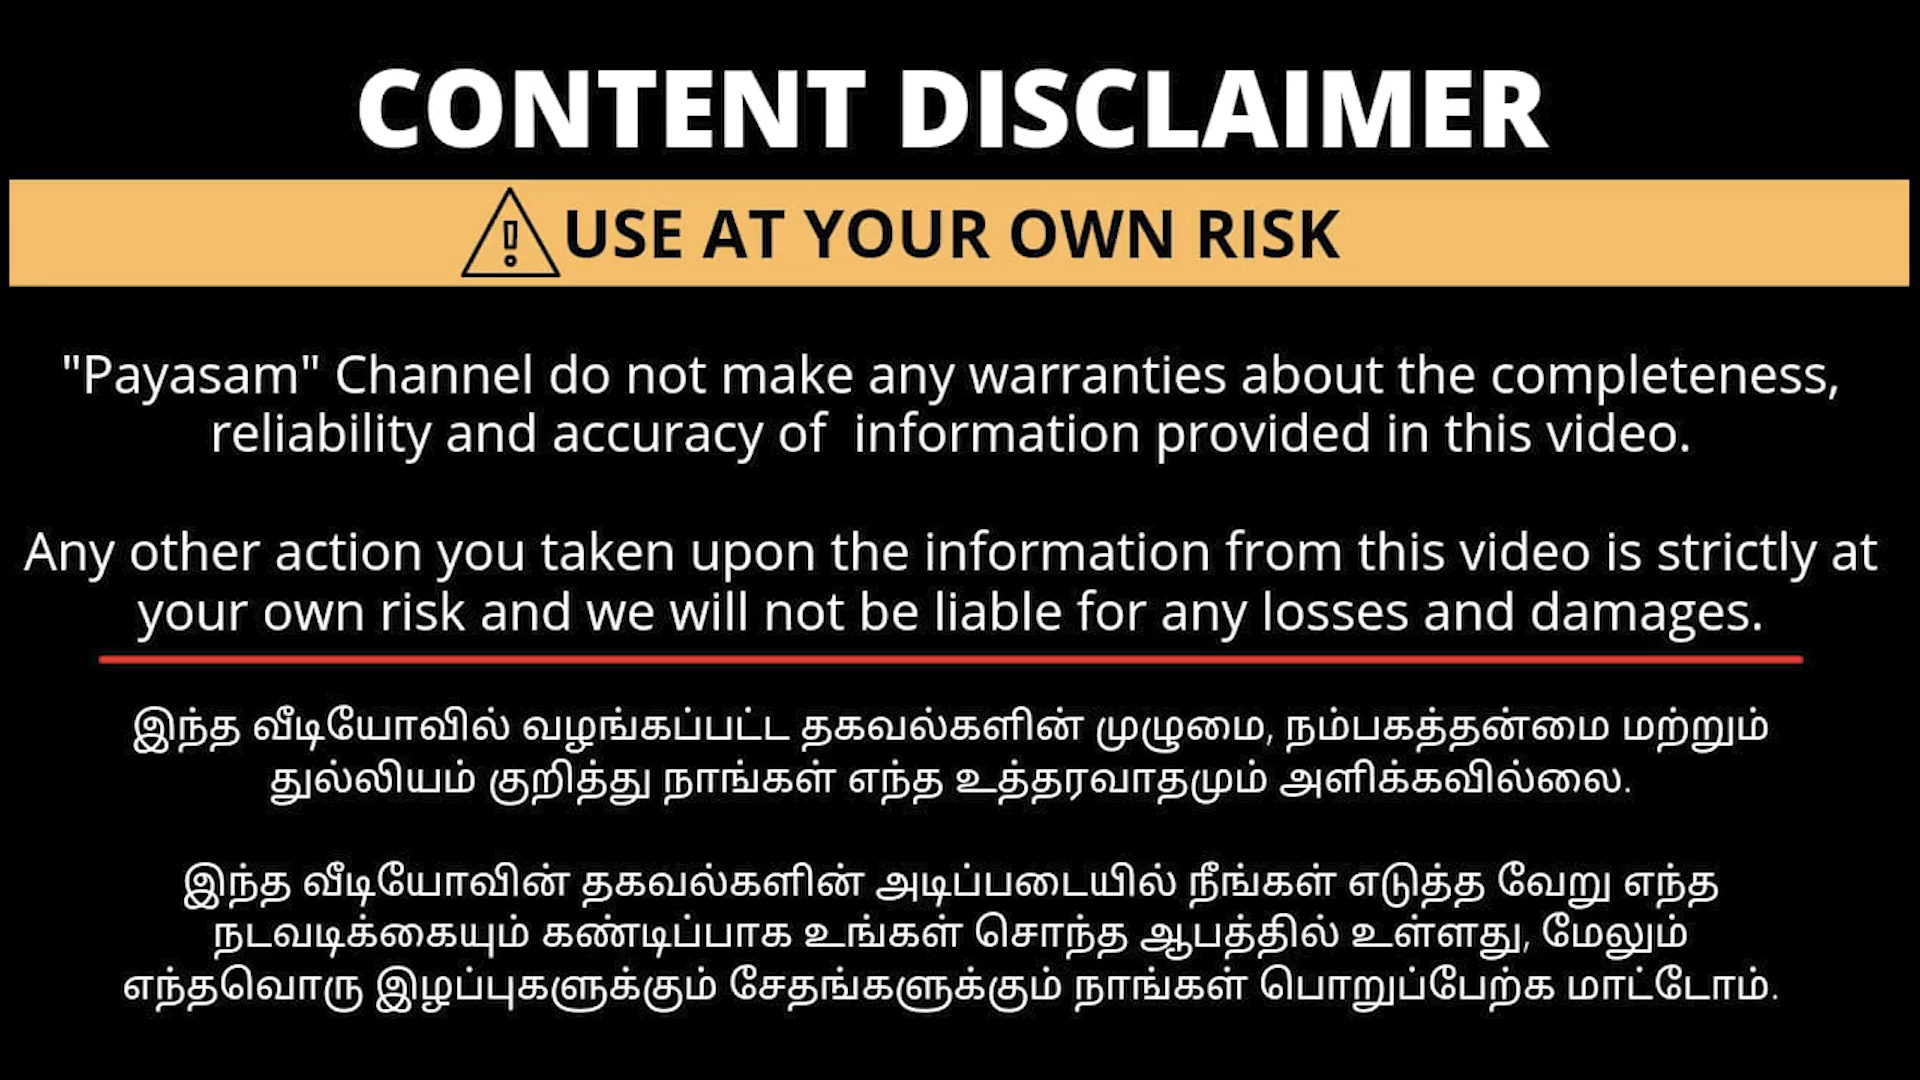 CONTENT DISCLAIMER
USE AT YOUR OWN RISK
"Payasam" Channel do not make any warranties about the completeness,
reliability and accuracy of  information provided in this video.
Any other action you taken upon the information from this video is strictly at
your own risk and we will not be liable for any losses and damages.
இந்த வீடியோவில் வழங்கப்பட்ட தகவல்களின் முழுமை, நம்பகத்தன்மை மற்றும்
துல்லியம் குறித்து நாங்கள் எந்த உத்தரவாதமும் அளிக்கவில்லை.
இந்த வீடியோவின் தகவல்களின் அடிப்படையில் நீங்கள் எடுத்த வேறு எந்த
நடவடிக்கையும் கண்டிப்பாக உங்கள் சொந்த ஆபத்தில் உள்ளது, மேலும்
எந்தவொரு இழப்புகளுக்கும் சேதங்களுக்கும் நாங்கள் பொறுப்பேற்க மாட்டோம்.